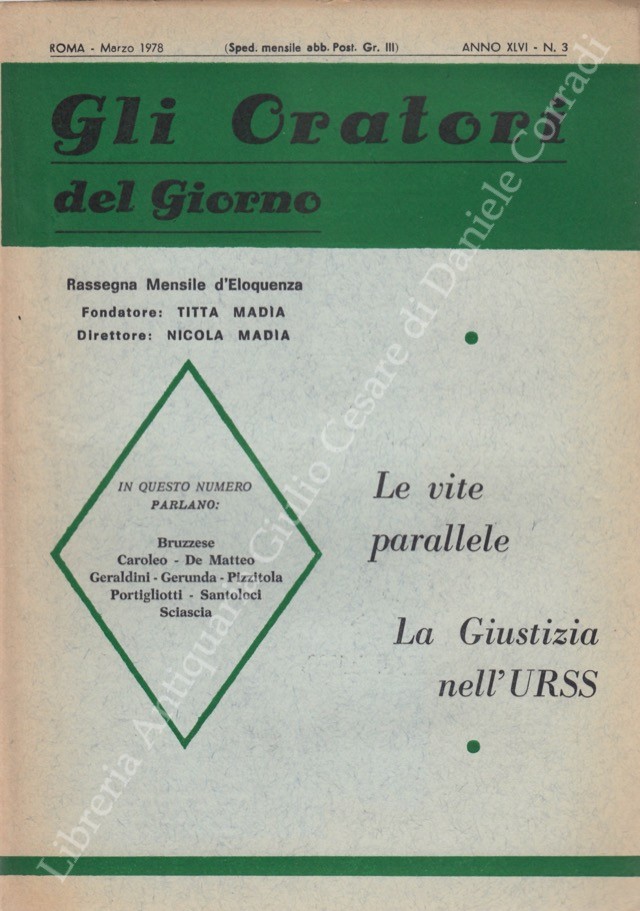 ROMA - Marzo 1978 (Sped. mensile abb. Post. Gr. III) ANNO XLVI - N. 3
Gli Oratori
del Giorno
Rassegna Mensile d'Eloquenza
Fondatore: TITTA MADIA
Direttore: NICOLA MADIA
IN QUESTO NUMERO
PARLANO:
Bruzzese
Caroleo - De Matteo
Geraldini - Gerunda - Pizzitola
Portigliotti - Santoloci
Sciascia
Le vite
parallele
La Giustizia
nell'URSS
Libreria Antiquaria Giulio Cesare di Daniele Corradi